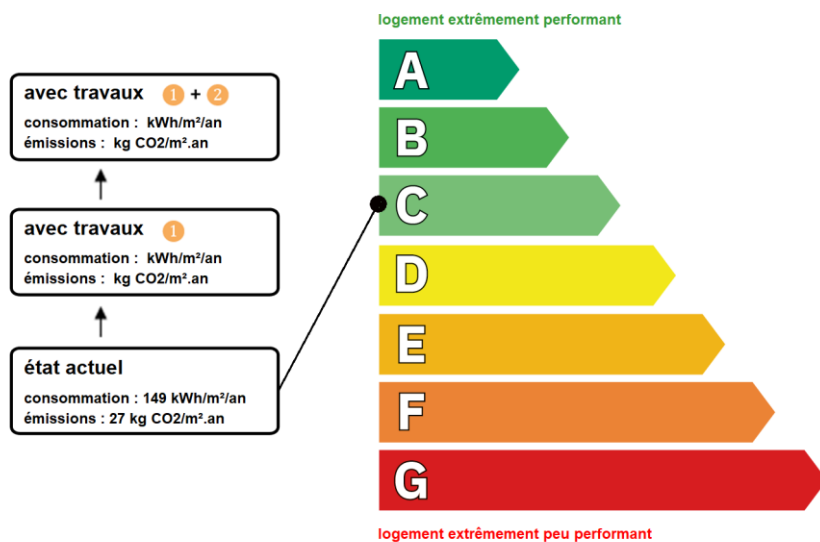 logement extrêmement performant
avec travaux 1 + 2
consommation : kWh/m²/an
émissions : kg CO2/m².an
avec travaux 1
consommation : kWh/m²/an
émissions : kg CO2/m².an
état actuel
consommation : 149 kWh/m²/an
émissions : 27 kg CO2/m².an
A
B
C
D
E
F
G
logement extrêmement peu performant